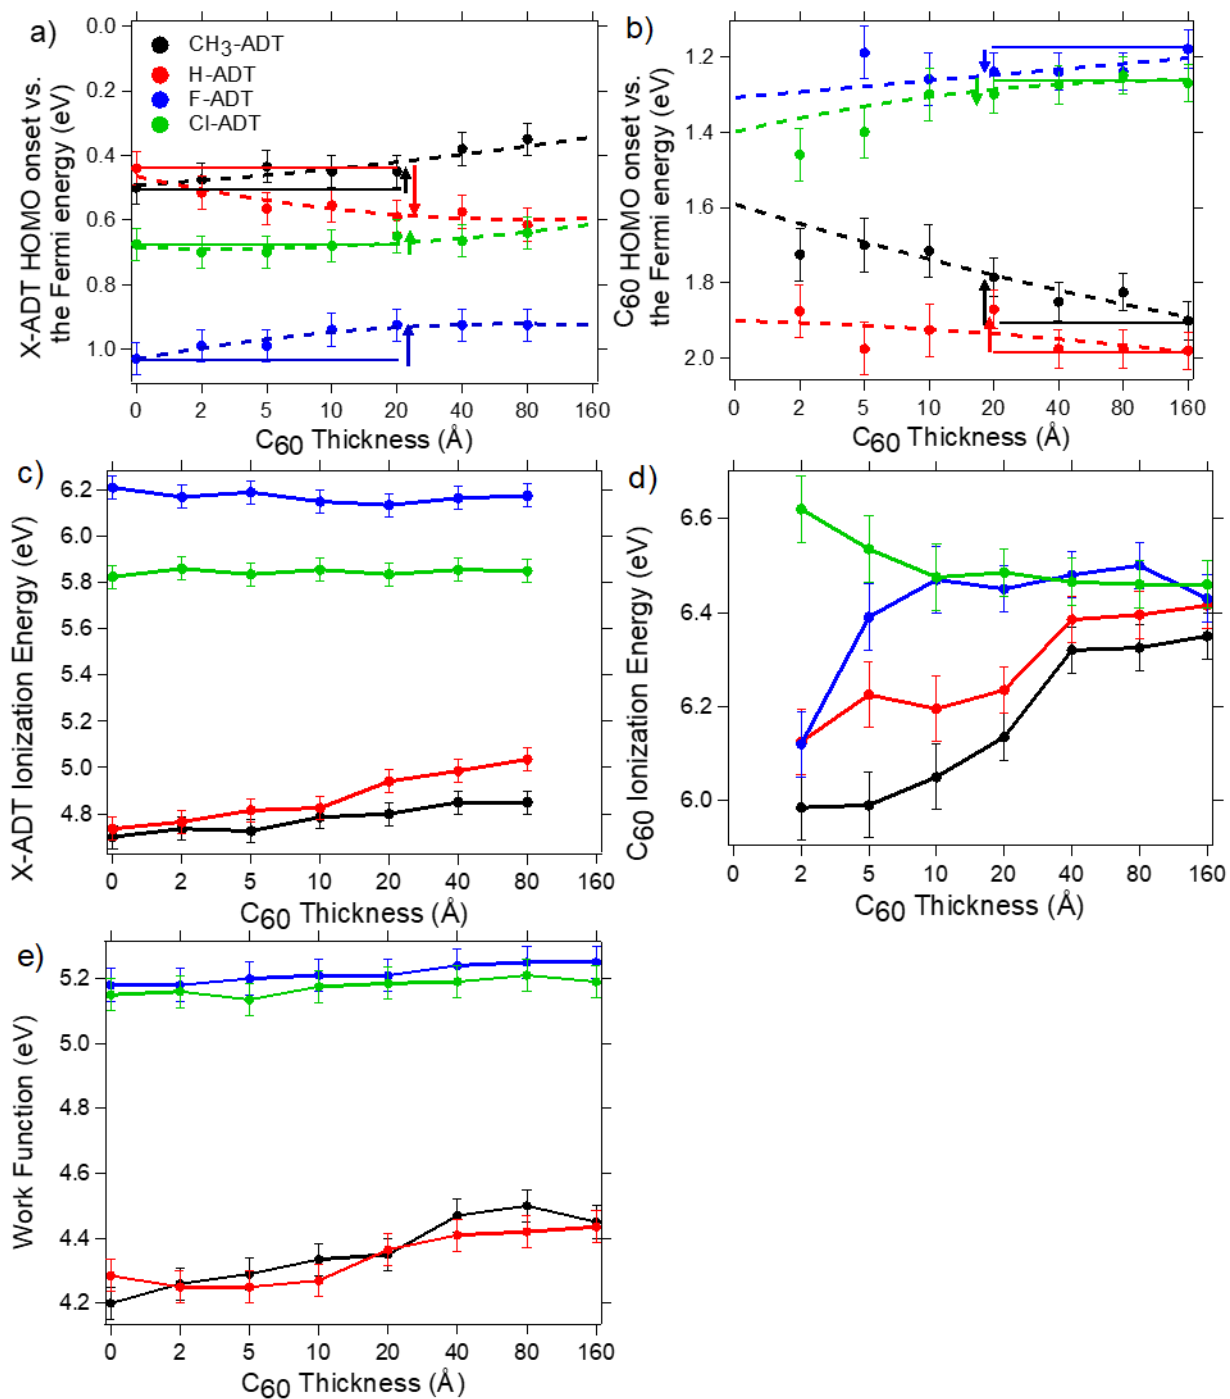 a)
X-ADT HOMO onset vs.
the Fermi energy (eV)
0.0
0.2
0.4
0.6
0.8
1.0
CH3-ADT
H-ADT
F-ADT
Cl-ADT
0 2 5 10 20 40 80 160
C60 Thickness (Å)
b)
C60 HOMO onset vs.
the Fermi energy (eV)
1.2
1.4
1.6
1.8
2.0
0 2 5 10 20 40 80 160
C60 Thickness (Å)
c)
X-ADT Ionization Energy (eV)
6.2
6.0
5.8
5.6
5.4
5.2
5.0
4.8
0 2 5 10 20 40 80 160
C60 Thickness (Å)
d)
C60 Ionization Energy (eV)
6.6
6.4
6.2
6.0
0 2 5 10 20 40 80 160
C60 Thickness (Å)
e)
Work Function (eV)
5.2
5.0
4.8
4.6
4.4
4.2
0 2 5 10 20 40 80 160
C60 Thickness (Å)